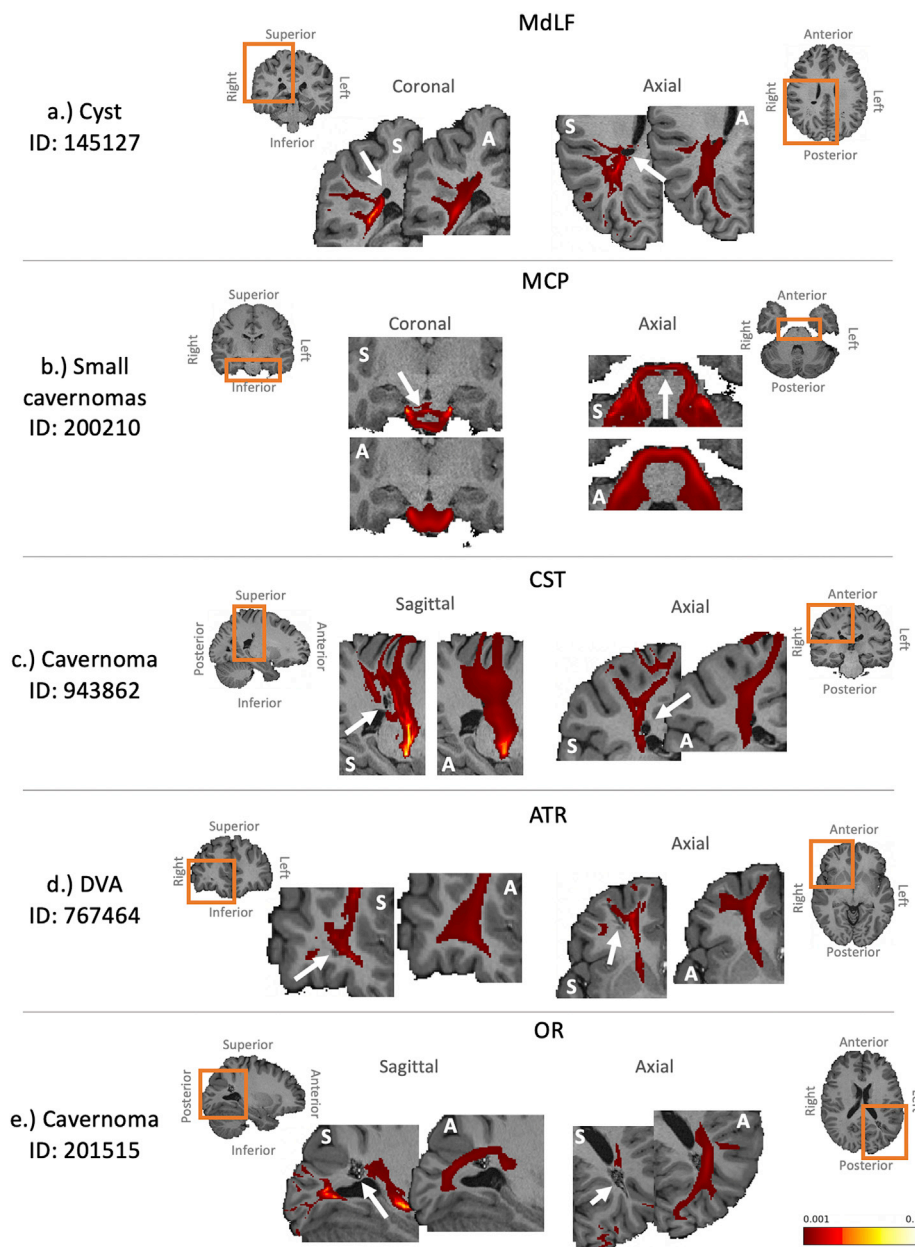 MdLF
Superior
Anterior
Right
Left
Coronal
Axial
Right
Left
a.) Cyst
ID: 145127
S
A
S
A
Inferior
Posterior
MCP
Superior
Anterior
Right
Left
Coronal
Axial
Right
Left
b.) Small
cavernomas
ID: 200210
Inferior
Posterior
S
A
S
A
CST
Superior
Anterior
Posterior
Anterior
Sagittal
Axial
Right
Left
c.) Cavernoma
ID: 943862
Inferior
Posterior
S
A
S
A
ATR
Superior
Anterior
Right
Left
Axial
Right
Left
d.) DVA
ID: 767464
Inferior
Posterior
S
A
S
A
OR
Superior
Anterior
Posterior
Anterior
Sagittal
Axial
Right
e.) Cavernoma
ID: 201515
Inferior
Posterior
S
A
S
A
0.001